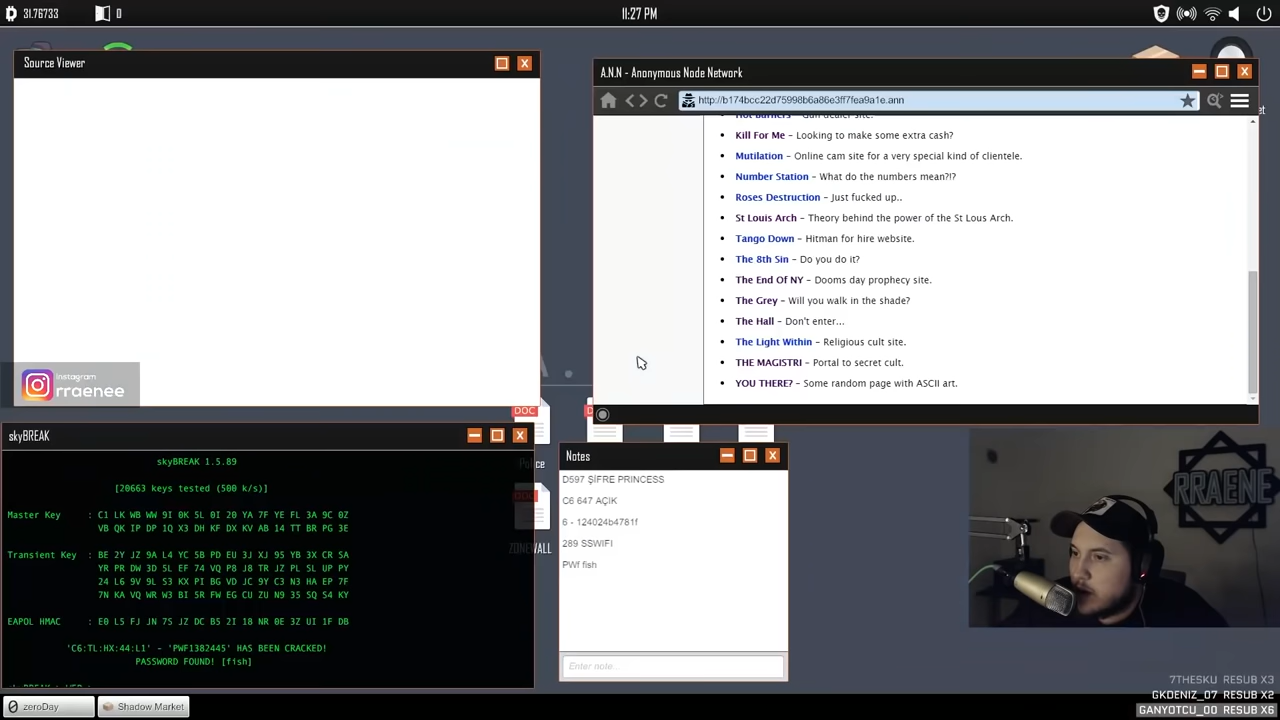 31.76733
0
11:27 PM
Source Viewer
A.N.N - Anonymous Node Network
http://b174bcc22d75998b6a86e3ff7fea9a1e.ann
Hot Burners - Gun dealer site.
Kill For Me - Looking to make some extra cash?
Mutilation - Online cam site for a very special kind of clientele.
Number Station - What do the numbers mean?!?
Roses Destruction - Just fucked up..
St Louis Arch - Theory behind the power of the St Lous Arch.
Tango Down - Hitman for hire website.
The 8th Sin - Do you do it?
The End Of NY - Dooms day prophecy site.
The Grey - Will you walk in the shade?
The Hall - Don't enter...
The Light Within - Religious cult site.
THE MAGISTRI - Portal to secret cult.
YOU THERE? - Some random page with ASCII art.
Instagram
rraenee
DOC
DOC
ZONEWALL
skyBREAK
skyBREAK 1.5.89
[20663 keys tested (500 k/s)]
Master Key : C1 LK WB WW 9I 0K 5L 0I 20 YA 7F YE FL 3A 9C 0Z
VB QK IP DP 1Q X3 DH KF DX KV AB 14 TT BR PG 3E
Transient Key : BE 2Y JZ 9A L4 YC 5B PD EU 3J XJ 95 YB 3X CR SA
YR PR DW 3D 5L EF 74 VQ P8 J8 TR JZ PL SL UP PY
24 L6 9V 9L S3 KX PI BG VD JC 9Y C3 N3 HA EP 7F
7N KA VQ WR W3 BI 5R FW EG CU ZU N9 35 SQ S4 KY
EAPOL HMAC : E0 L5 FJ JN 7S JZ DC B5 2I 18 NR 0E 3Z UI 1F DB
'C6:TL:HX:44:L1' - 'PWF1382445' HAS BEEN CRACKED!
PASSWORD FOUND! [fish]
Notes
D597 ŞİFRE PRINCESS
C6 647 AÇIK
6 - 124024b4781f
289 SSWIFI
PWf fish
Enter note...
RRAENE
7THESKU RESUB X3
GKDENIZ_07 RESUB X2
GANYOTCU_00 RESUB X6
zeroDay
Shadow Market